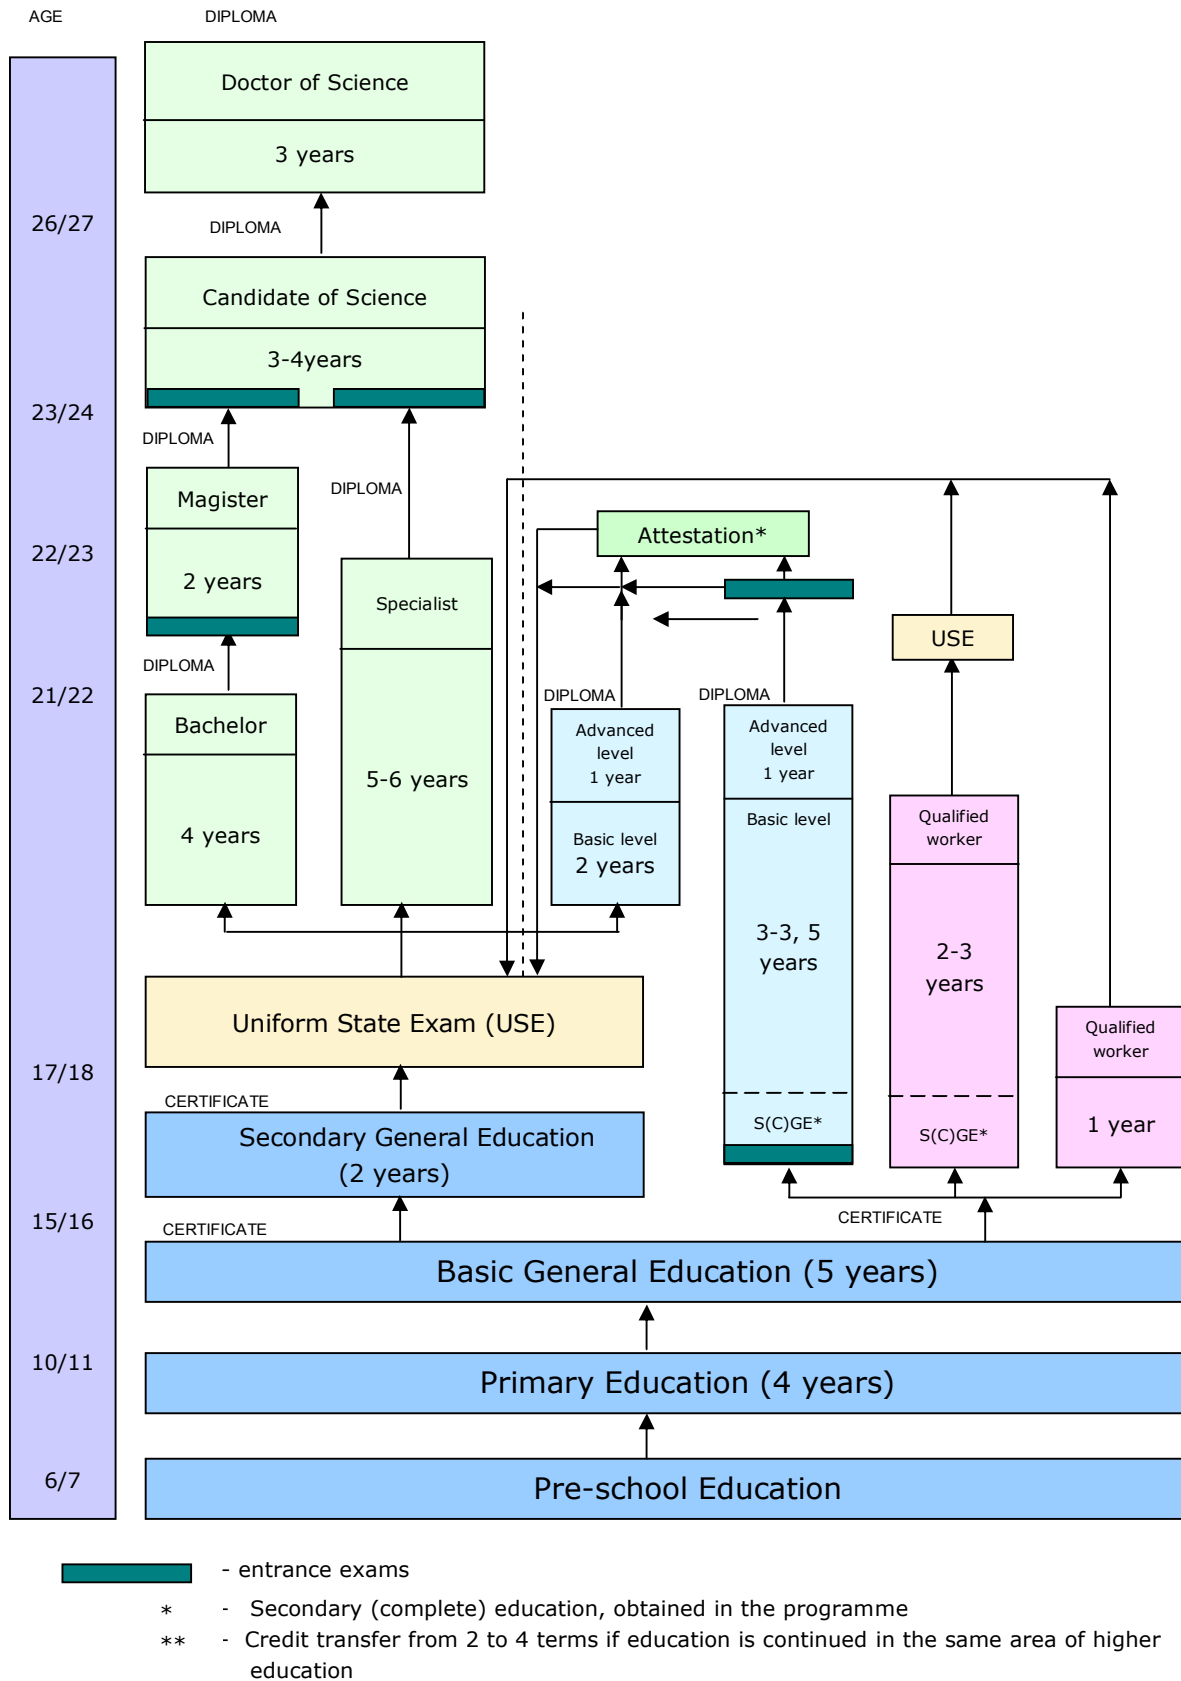 AGE
DIPLOMA
Doctor of Science
3 years
26/27
DIPLOMA
Candidate of Science
3-4years
23/24
DIPLOMA
Magister
2 years
DIPLOMA
Attestation*
22/23
Specialist
5-6 years
USE
DIPLOMA
21/22
Bachelor
4 years
DIPLOMA
Advanced
level
1 year
Basic level
2 years
DIPLOMA
Advanced
level
1 year
Basic level
3-3, 5
years
S(C)GE*
Qualified
worker
2-3
years
S(C)GE*
Qualified
worker
1 year
Uniform State Exam (USE)
17/18
CERTIFICATE
Secondary General Education
(2 years)
15/16
CERTIFICATE
CERTIFICATE
Basic General Education (5 years)
10/11
Primary Education (4 years)
6/7
Pre-school Education
- entrance exams
* - Secondary (complete) education, obtained in the programme
** - Credit transfer from 2 to 4 terms if education is continued in the same area of higher
education